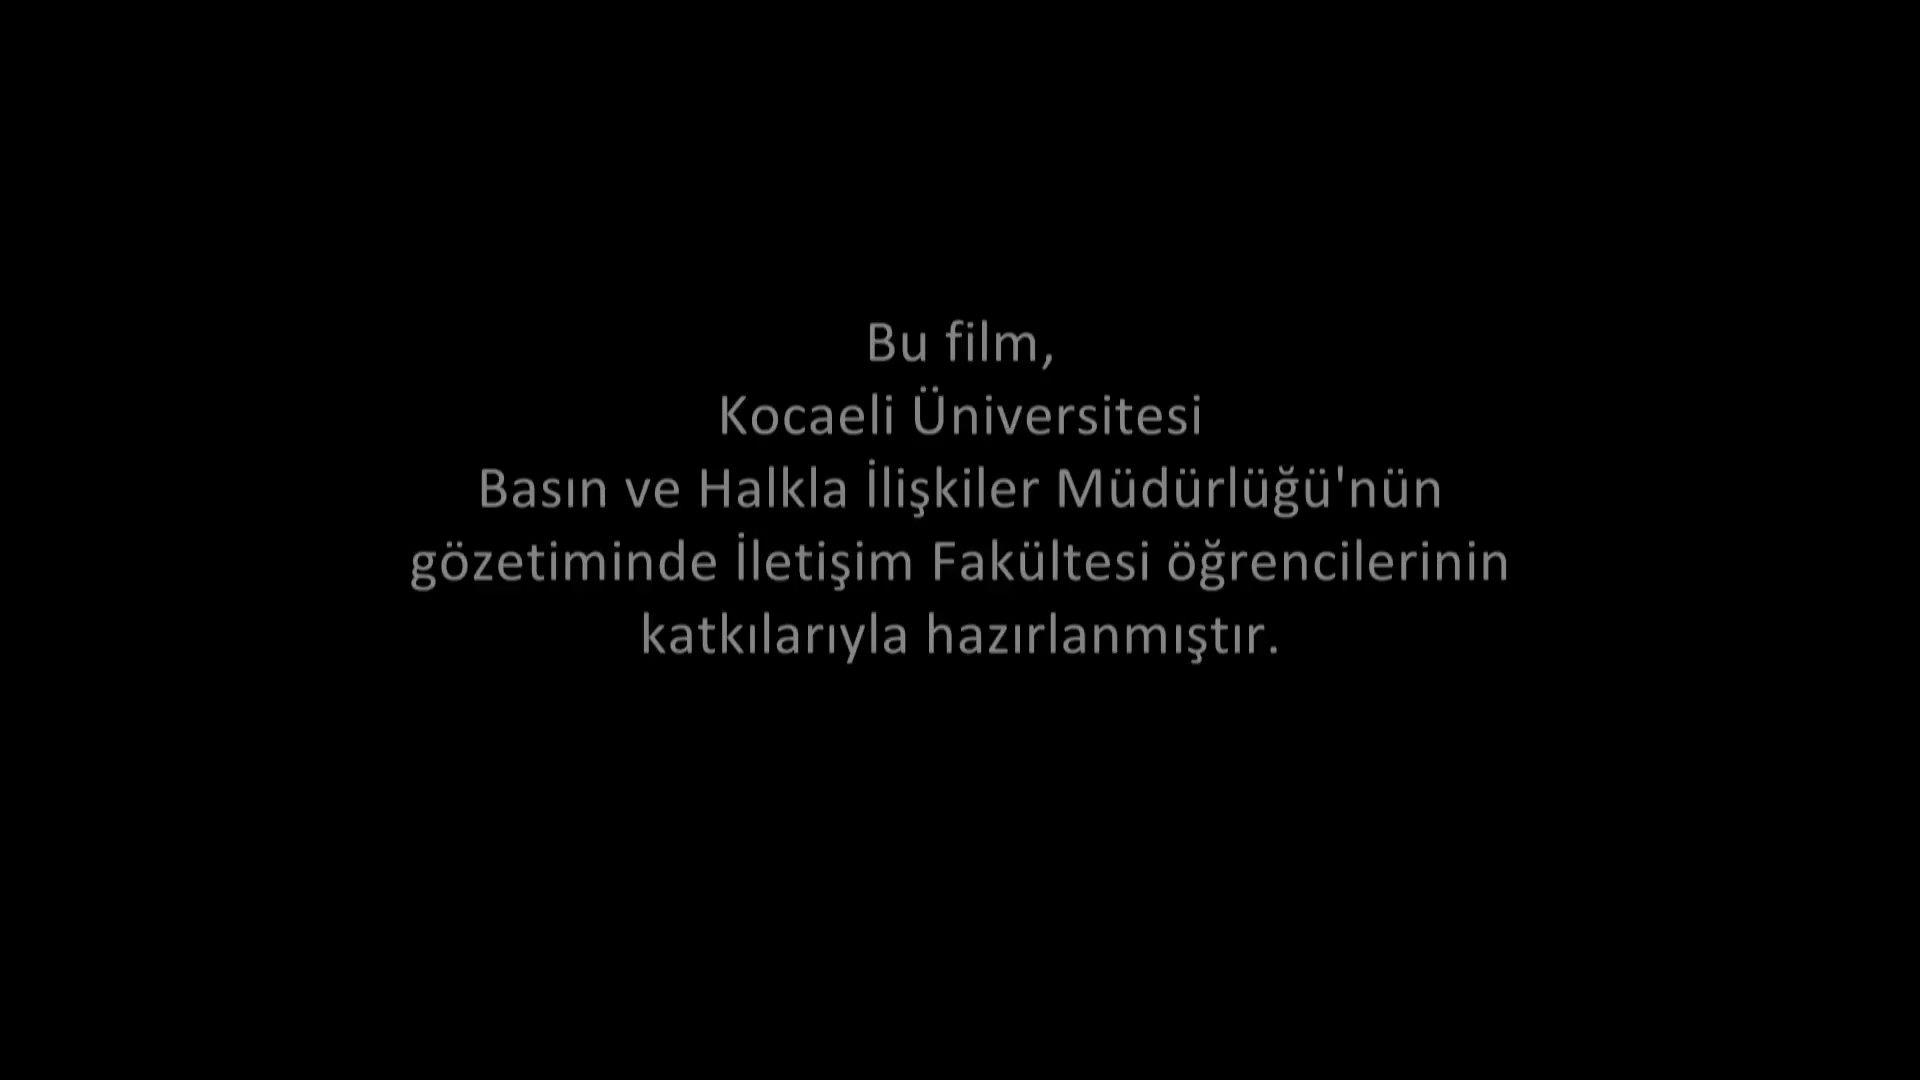 Bu film,
Kocaeli Üniversitesi
Basın ve Halkla İlişkiler Müdürlüğü'nün
gözetiminde İletişim Fakültesi öğrencilerinin
katkılarıyla hazırlanmıştır.